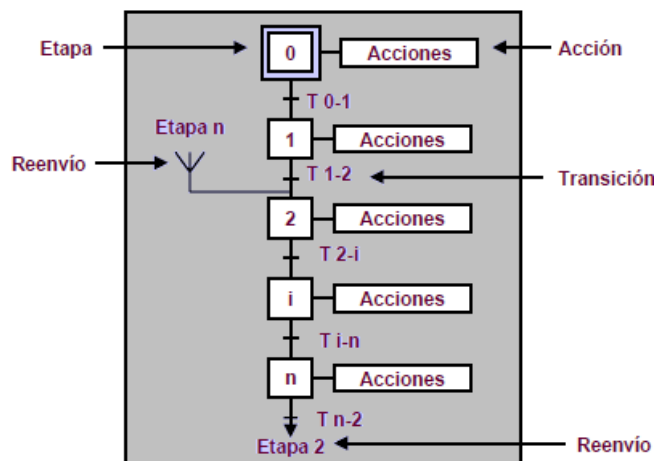 Etapa
0
Acciones
Acción
T 0-1
Etapa n
1
Acciones
Reenvío
T 1-2
Transición
2
Acciones
T 2-i
i
Acciones
T i-n
n
Acciones
T n-2
Etapa 2
Reenvío